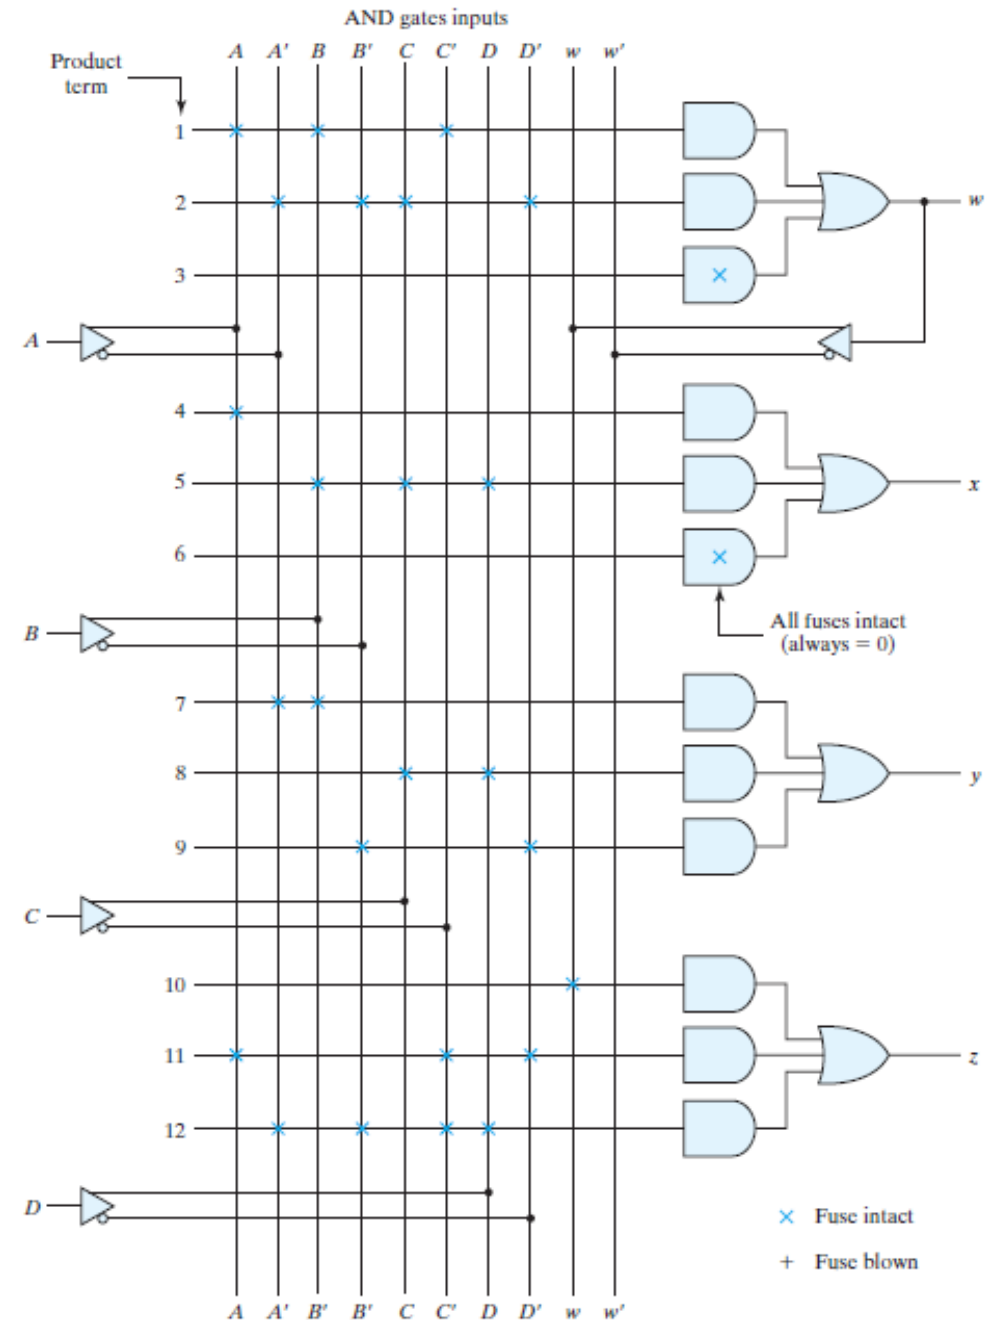 AND gates inputs
A A' B B' C C' D D' w w'
Product
term
1
2
w
3
A
4
5
x
6
All fuses intact
(always = 0)
B
7
8
y
9
C
10
11
z
12
D
× Fuse intact
+ Fuse blown
A A' B' B' C C' D D' w w'